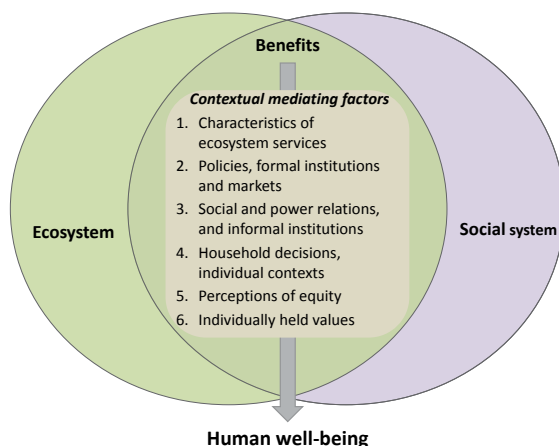 Benefits
Contextual mediating factors
1. Characteristics of
ecosystem services
2. Policies, formal institutions
and markets
3. Social and power relations,
and informal institutions
4. Household decisions,
individual contexts
5. Perceptions of equity
6. Individually held values
Ecosystem
Social system
Human well-being